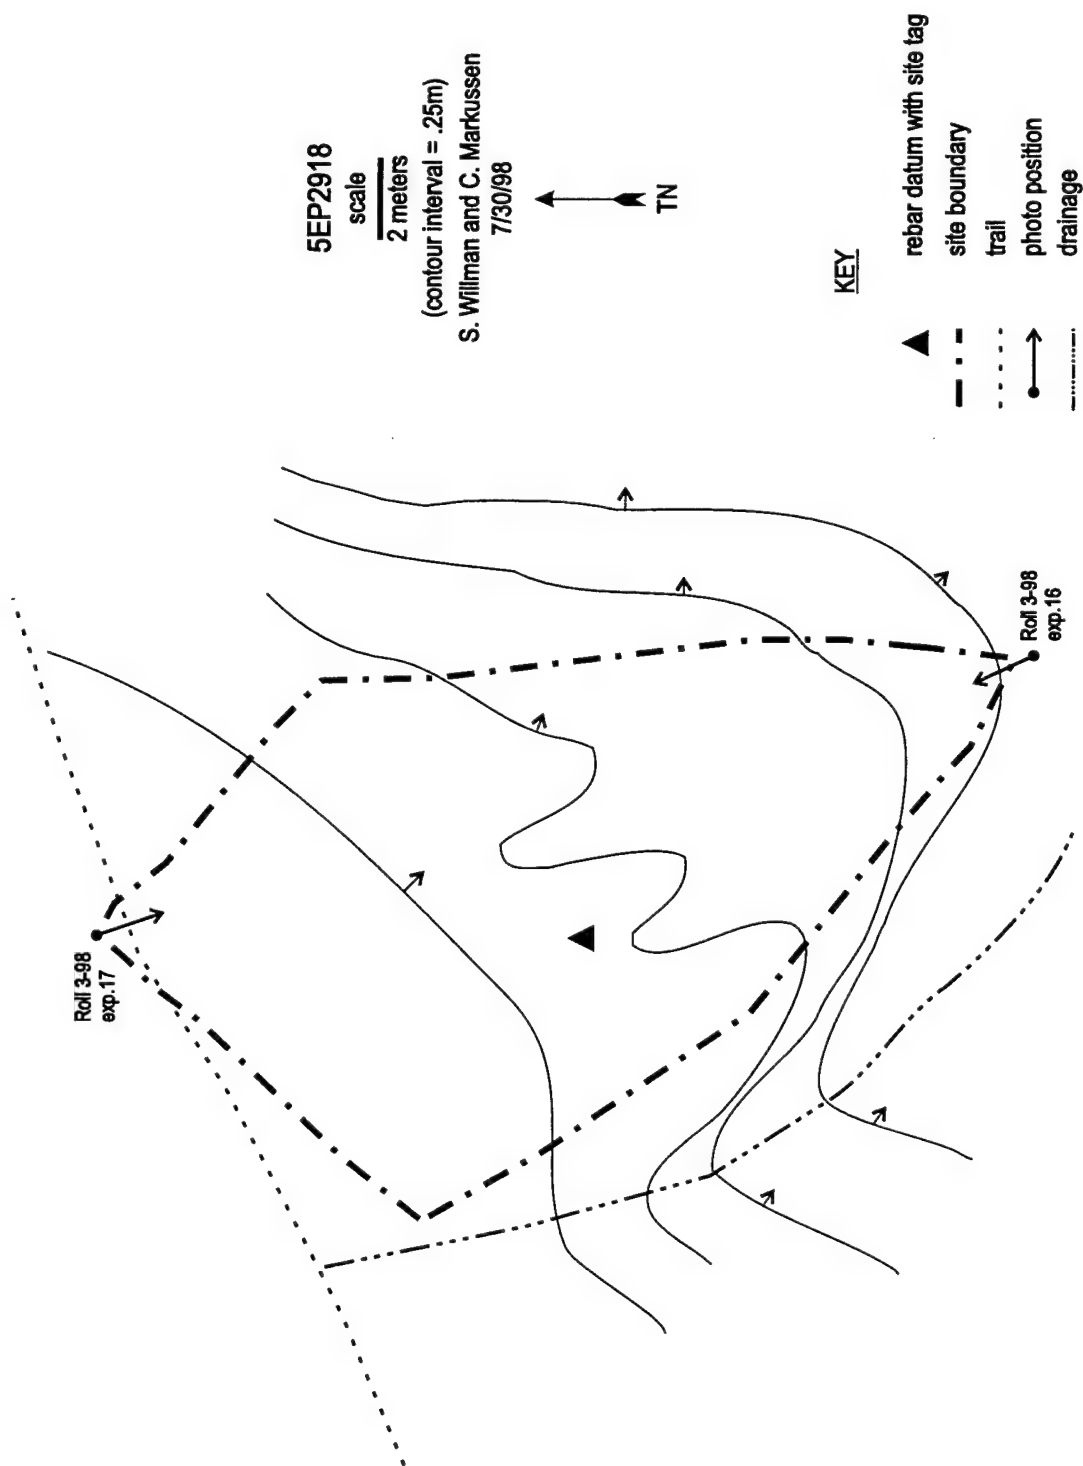 5EP2918
scale
2 meters
(contour interval = .25m)
S. Willman and C. Markussen
7/30/98
TN
KEY
rebar datum with site tag
site boundary
trail
photo position
drainage
Roll 3-98
exp.17
Roll 3-98
exp.16